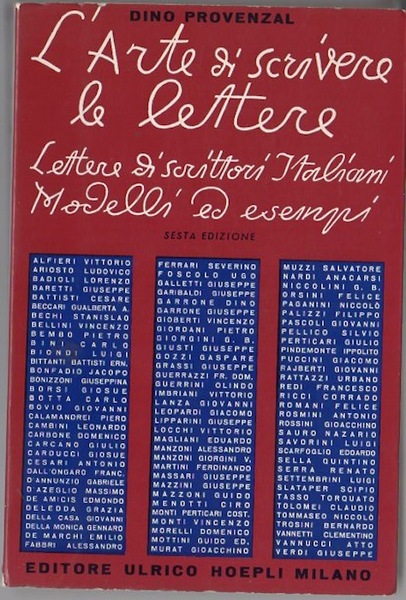 DINO PROVENZAL
L'Arte di scrivere
le lettere
Lettere di scrittori Italiani
Modelli ed esempi
SESTA EDIZIONE
ALFIERI VITTORIO
ARIOSTO LUDOVICO
BADIOLI LORENZO
BARETTI GIUSEPPE
BATTISTI CESARE
BECCARI GUALBERTA A.
BECHI STANISLAO
BELLINI VINCENZO
BEMBO PIETRO
BINI CARLO
BIONDI LUIGI
BITTANTI BATTISTI ERN.
BONFADIO JACOPO
BONIZZONI GIUSEPPINA
BORSI GIOSUE
BOTTA CARLO
BOVIO GIOVANNI
CALAMANDREI PIERO
CAMBINI LEONARDO
CARBONE DOMENICO
CARCANO GIULIO
CARDUCCI GIOSUE
CESARI ANTONIO
DALL'ONGARO FRANC.
D'ANNUNZIO GABRIELE
D'AZEGLIO MASSIMO
DE AMICIS EDMONDO
DELEDDA GRAZIA
DELLA CASA GIOVANNI
DELLA MONICA GENNARO
DE MARCHI EMILIO
FABBRI ALESSANDRO
FERRARI SEVERINO
FOSCOLO UGO
GALLETTI GIUSEPPE
GARIBALDI GIUSEPPE
GARRONE DINO
GARRONE GIUSEPPE
GIOBERTI VINCENZO
GIORDANI PIETRO
GIORGINI G. B.
GIUSTI GIUSEPPE
GOZZI GASPARE
GRASSI GIUSEPPE
GUERRAZZI FR. DOM.
GUERRINI OLINDO
IMBRIANI VITTORIO
LANZA GIOVANNI
LEOPARDI GIACOMO
LIPPARINI GIUSEPPE
LOCCHI VITTORIO
MAGLIANI EDUARDO
MANZONI ALESSANDRO
MANZONI GIORGINI V.
MARTINI FERDINANDO
MASSARI GIUSEPPE
MAZZINI GIUSEPPE
MAZZONI GUIDO
MENOTTI CIRO
MONTI PERTICARI COST.
MONTI VINCENZO
MORELLI DOMENICO
MOTTINI GUIDO ED.
MURAT GIOACCHINO
MUZZI SALVATORE
NARDI ANACARSI
NICCOLINI G. B.
ORSINI FELICE
PAGANINI NICCOLÒ
PALIZZI FILIPPO
PASCOLI GIOVANNI
PELLICO SILVIO
PERTICARI GIULIO
PINDEMONTE IPPOLITO
PUCINI GIACOMO
RAJBERTI GIOVANNI
RATTAZZI URBANO
REDI FRANCESCO
RICCI CORRADO
ROMANI FELICE
ROSMINI ANTONIO
ROSSINI GIOACCHINO
SAURO NAZARIO
SAVORINI LUIGI
SCARFOGLIO EDOARDO
SELLA QUINTINO
SERRA RENATO
SETTEMBRINI LUIGI
SLATAPER SCIPIO
TASSO TORQUATO
TOLOMEI CLAUDIO
TOMMASEO NICCOLÒ
TROSINI BERNARDO
VANNETTI CLEMENTINO
VANNUCCI ATTO
VERDI GIUSEPPE
EDITORE ULRICO HOEPLI MILANO